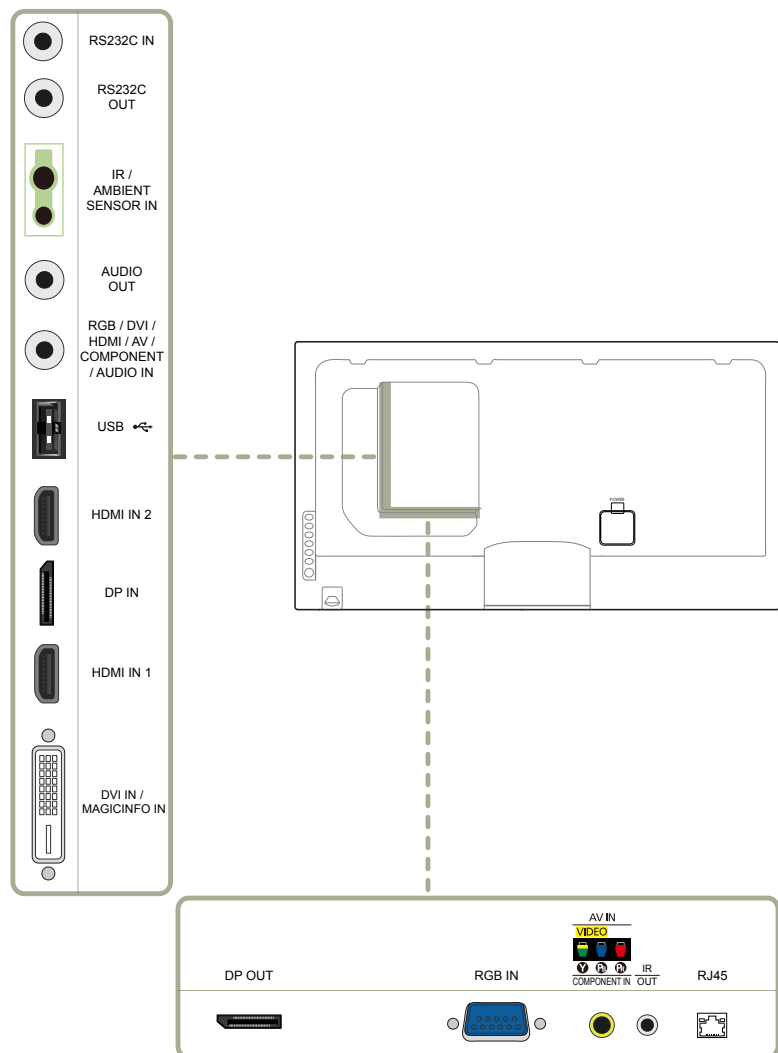 RS232C IN
RS232C
OUT
IR /
AMBIENT
SENSOR IN
AUDIO
OUT
RGB / DVI /
HDMI / AV /
COMPONENT
/ AUDIO IN
USB
HDMI IN 2
DP IN
HDMI IN 1
DVI IN /
MAGICINFO IN
POWER
DP OUT
RGB IN
AV IN
VIDEO
Y PB PR
COMPONENT IN
IR
OUT
RJ45